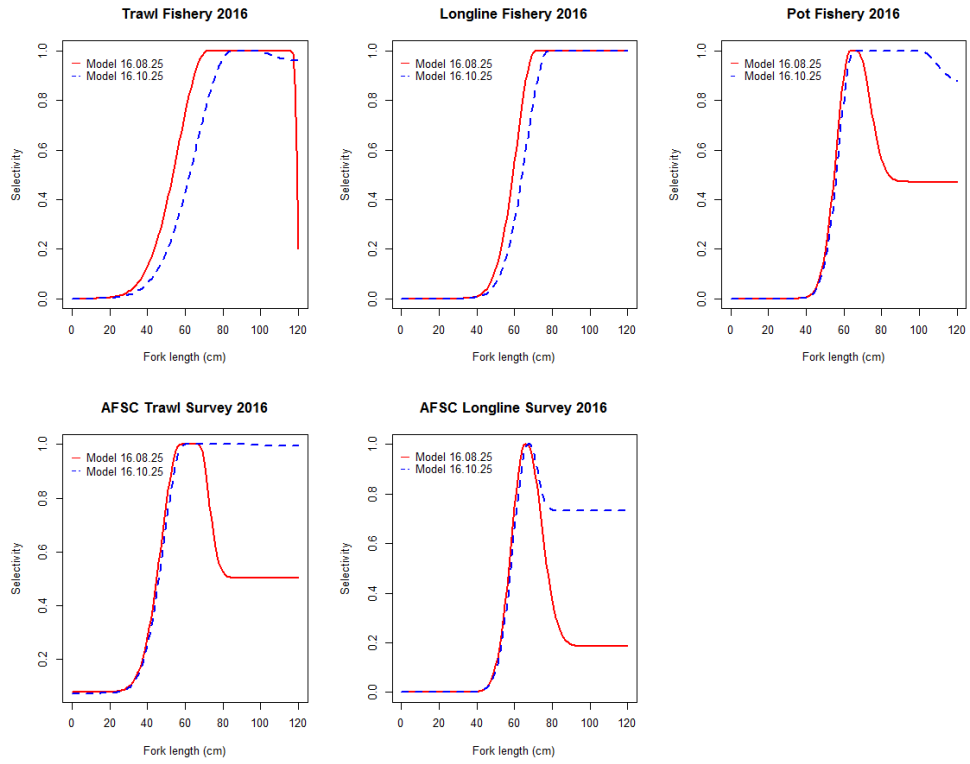 Trawl Fishery 2016
Model 16.08.25
Model 16.10.25
Selectivity
0.0 0.2 0.4 0.6 0.8 1.0
0 20 40 60 80 100 120
Fork length (cm)
Longline Fishery 2016
Model 16.08.25
Model 16.10.25
Selectivity
0.0 0.2 0.4 0.6 0.8 1.0
0 20 40 60 80 100 120
Fork length (cm)
Pot Fishery 2016
Model 16.08.25
Model 16.10.25
Selectivity
0.0 0.2 0.4 0.6 0.8 1.0
0 20 40 60 80 100 120
Fork length (cm)
AFSC Trawl Survey 2016
Model 16.08.25
Model 16.10.25
Selectivity
0.2 0.4 0.6 0.8 1.0
0 20 40 60 80 100 120
Fork length (cm)
AFSC Longline Survey 2016
Model 16.08.25
Model 16.10.25
Selectivity
0.0 0.2 0.4 0.6 0.8 1.0
0 20 40 60 80 100 120
Fork length (cm)